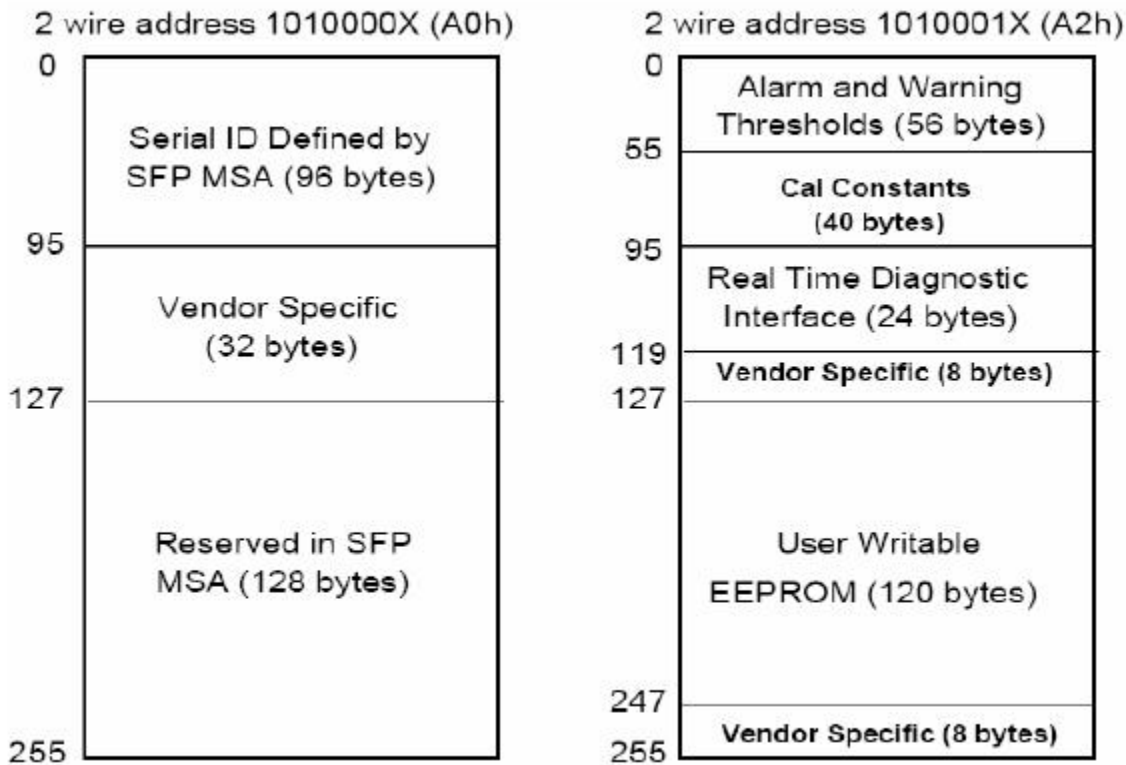 2 wire address 1010000X (A0h)
0
Serial ID Defined by
SFP MSA (96 bytes)
95
Vendor Specific
(32 bytes)
127
Reserved in SFP
MSA (128 bytes)
255
2 wire address 1010001X (A2h)
0
Alarm and Warning
Thresholds (56 bytes)
55
Cal Constants
(40 bytes)
95
Real Time Diagnostic
Interface (24 bytes)
119
Vendor Specific (8 bytes)
127
User Writable
EEPROM (120 bytes)
247
Vendor Specific (8 bytes)
255